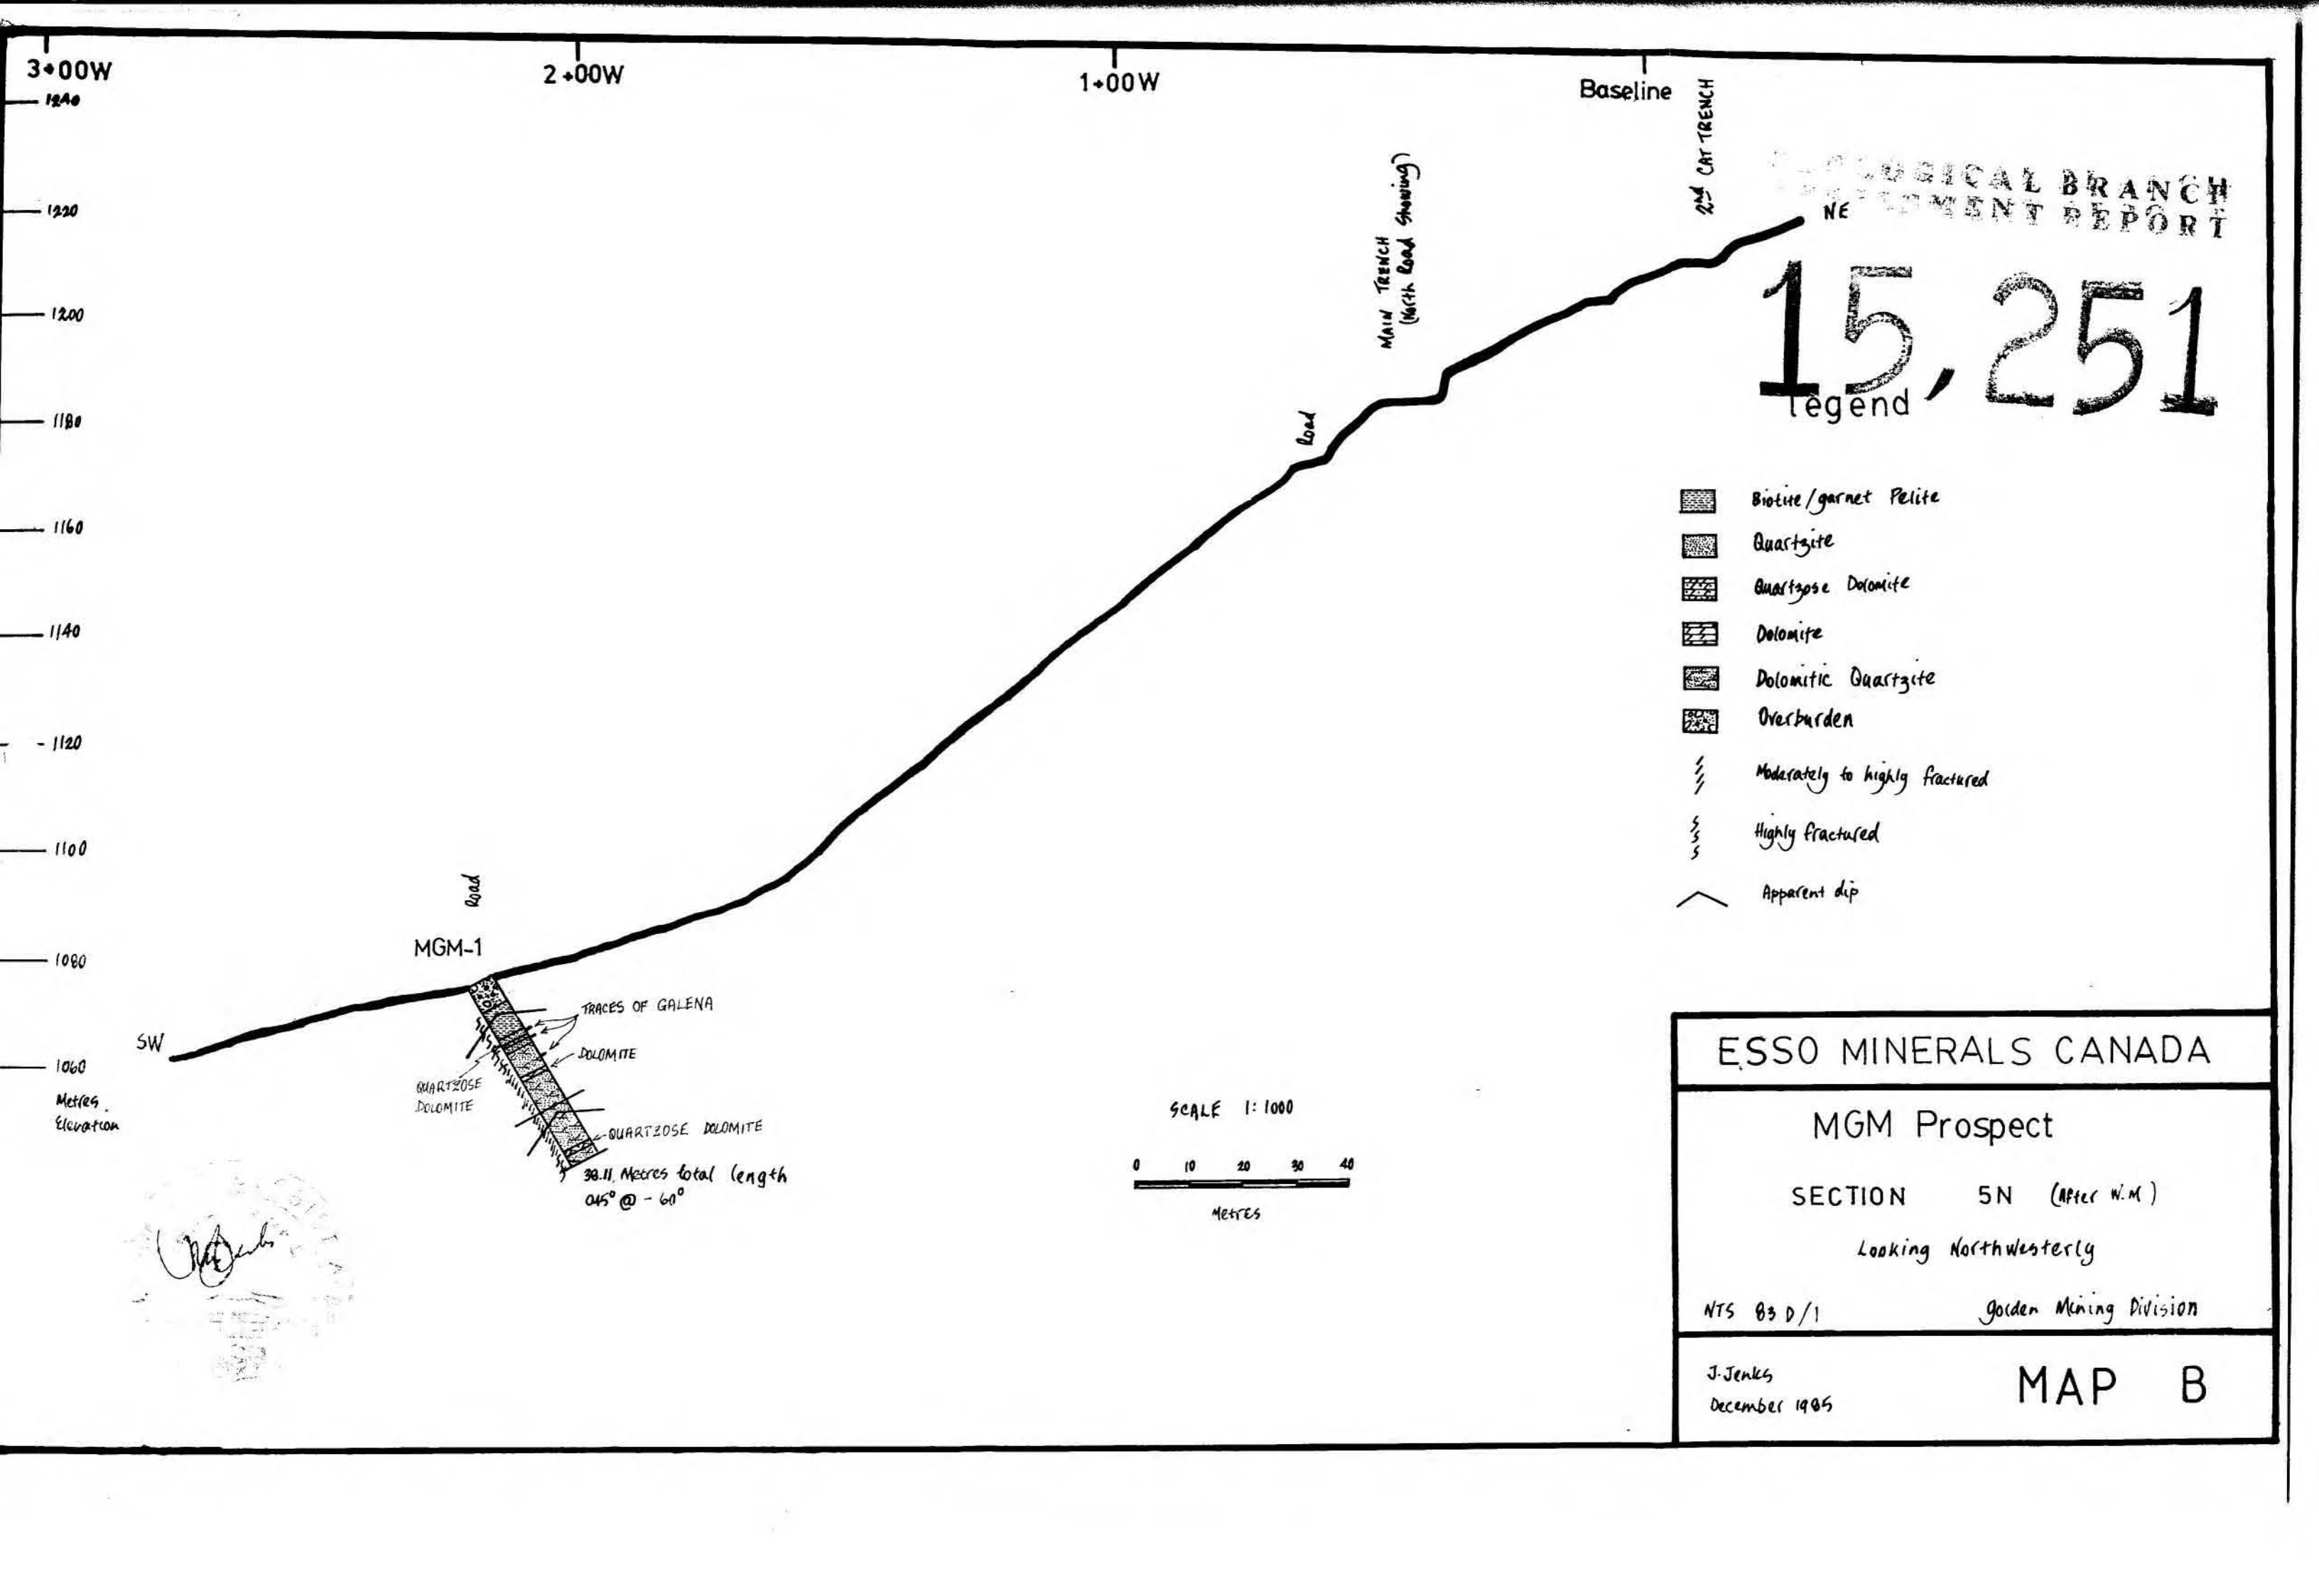 3+00W
2+00W
1+00W
Baseline
2nd CAT TRENCH
MAIN TRENCH
(North Road Showing)
Road
NE
1240
1220
1200
1180
1160
1140
1120
1100
1080
1060
Metres
Elevation
BRANCH
REPORT
15,251
legend
Biotite/garnet Pelite
Quartzite
Quartzose Dolomite
Dolomite
Dolomitic Quartzite
Overburden
Moderately to highly fractured
Highly fractured
Apparent dip
Road
MGM-1
SW
TRACES OF GALENA
DOLOMITE
QUARTZOSE
DOLOMITE
QUARTZOSE DOLOMITE
38.11 Metres total length
045° @ - 60°
SCALE 1:1000
0 10 20 30 40
Metres
ESSO MINERALS CANADA
MGM Prospect
SECTION 5N (After W.M)
Looking Northwesterly
NTS 83 D/1 Golden Mining Division
J. Jenks
December 1985
MAP B